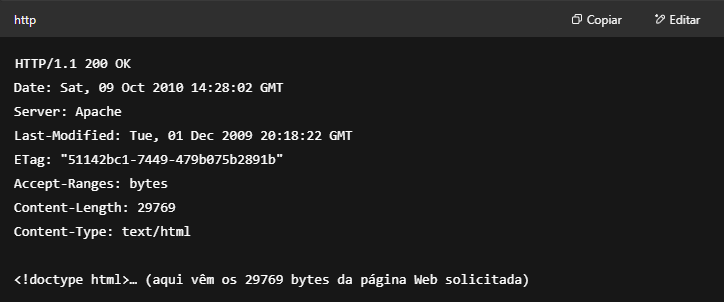 http
Copiar
Editar
HTTP/1.1 200 OK
Date: Sat, 09 Oct 2010 14:28:02 GMT
Server: Apache
Last-Modified: Tue, 01 Dec 2009 20:18:22 GMT
ETag: "51142bc1-7449-479b075b2891b"
Accept-Ranges: bytes
Content-Length: 29769
Content-Type: text/html
<!doctype html>… (aqui vêm os 29769 bytes da página Web solicitada)